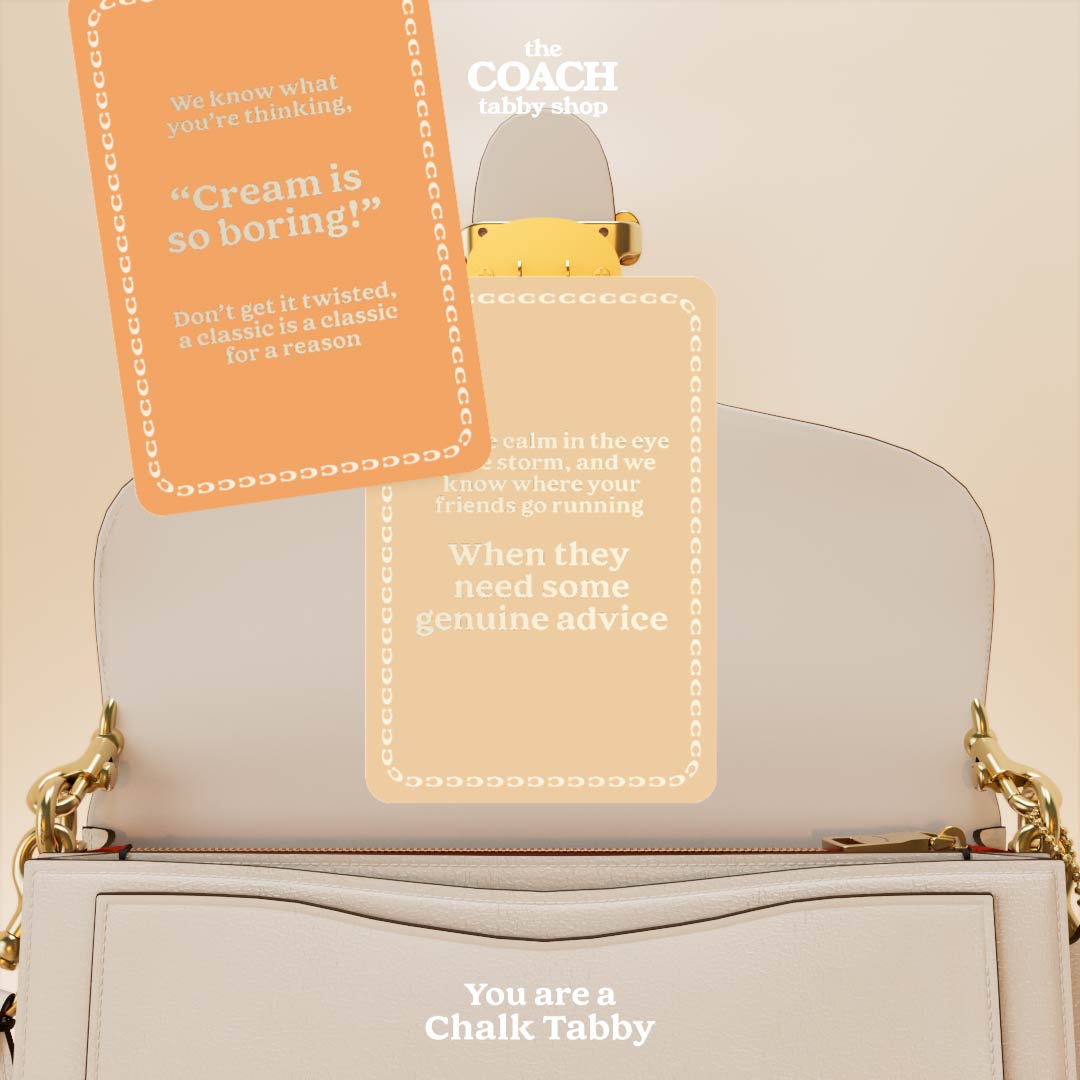 the
COACH
tabby shop
We know what
you're thinking,
“Cream is
so boring!”
Don't get it twisted,
a classic is a classic
for a reason
calm in the eye
storm, and we
know where your
friends go running
When they
need some
genuine advice
You are a
Chalk Tabby